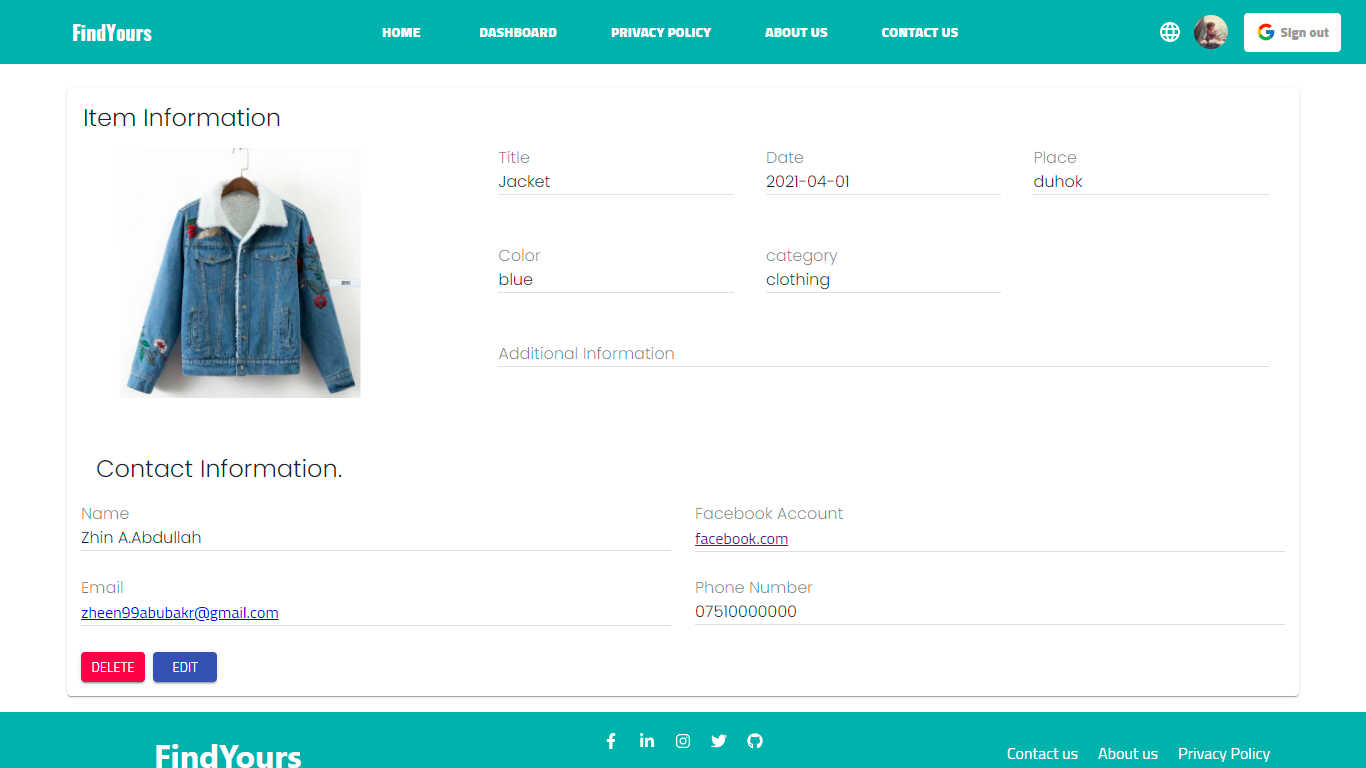 FindYours
HOME
DASHBOARD
PRIVACY POLICY
ABOUT US
CONTACT US
Sign out
Item Information
Title
Jacket
Date
2021-04-01
Place
duhok
Color
blue
category
clothing
Additional Information
Contact Information.
Name
Zhin A.Abdullah
Facebook Account
facebook.com
Email
zheen99abubakr@gmail.com
Phone Number
07510000000
DELETE
EDIT
FindYours
Contact us
About us
Privacy Policy